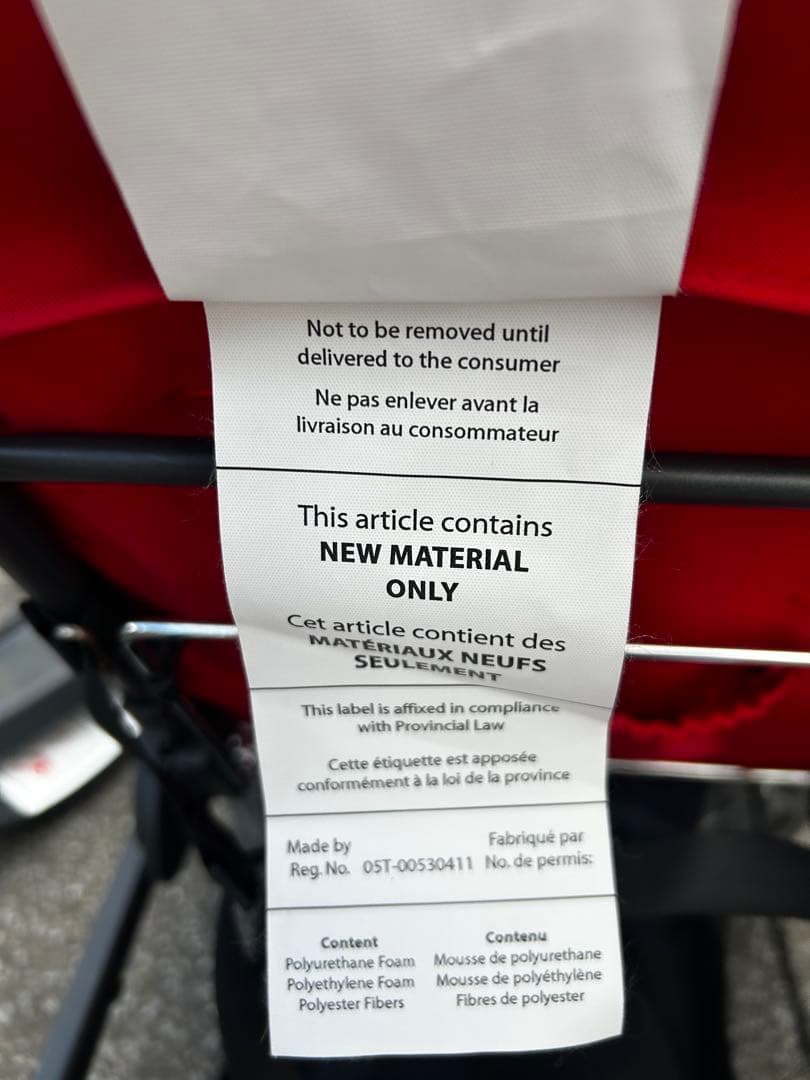 Not to be removed until
delivered to the consumer
Ne pas enlever avant la
livraison au consommateur
This article contains
NEW MATERIAL
ONLY
Cet article contient des
MATÉRIAUX NEUFS
SEULEMENT
This label is affixed in compliance
with Provincial Law
Cette étiquette est apposée
conformément à la loi de la province
Made by Fabriqué par
Reg. No. 05T-00530411 No. de permis:
Content Contenu
Polyurethane Foam Mousse de polyurethane
Polyethylene Foam Mousse de polyéthylène
Polyester Fibers Fibres de polyester